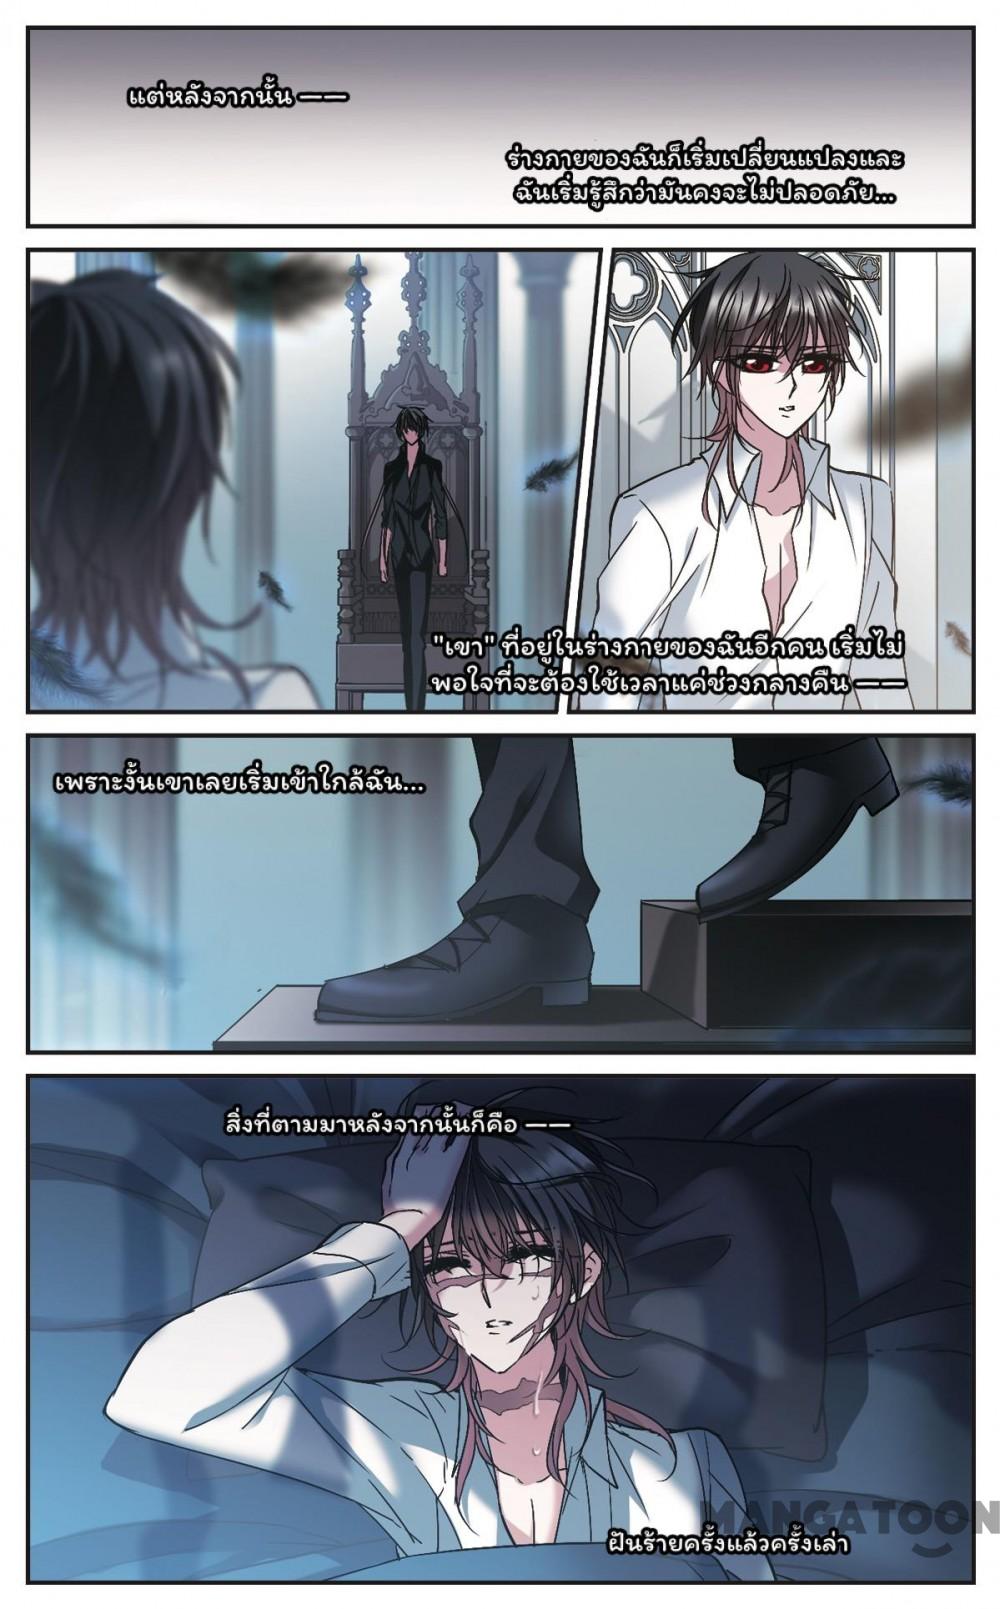 แต่หลังจากนั้น ——
ร่างกายของฉันก็เริ่มเปลี่ยนแปลงและ
ฉันเริ่มรู้สึกว่ามันคงจะไม่ปลอดภัย...
"เขา" ที่อยู่ในร่างกายของฉันอีกคน เริ่มไม่
พอใจที่จะต้องใช้เวลาแค่ช่วงกลางคืน ——
เพราะงั้นเขาเลยเริ่มเข้าใกล้ฉัน...
สิ่งที่ตามมาหลังจากนั้นก็คือ ——
MANGATOON
ฝันร้ายครั้งแล้วครั้งเล่า